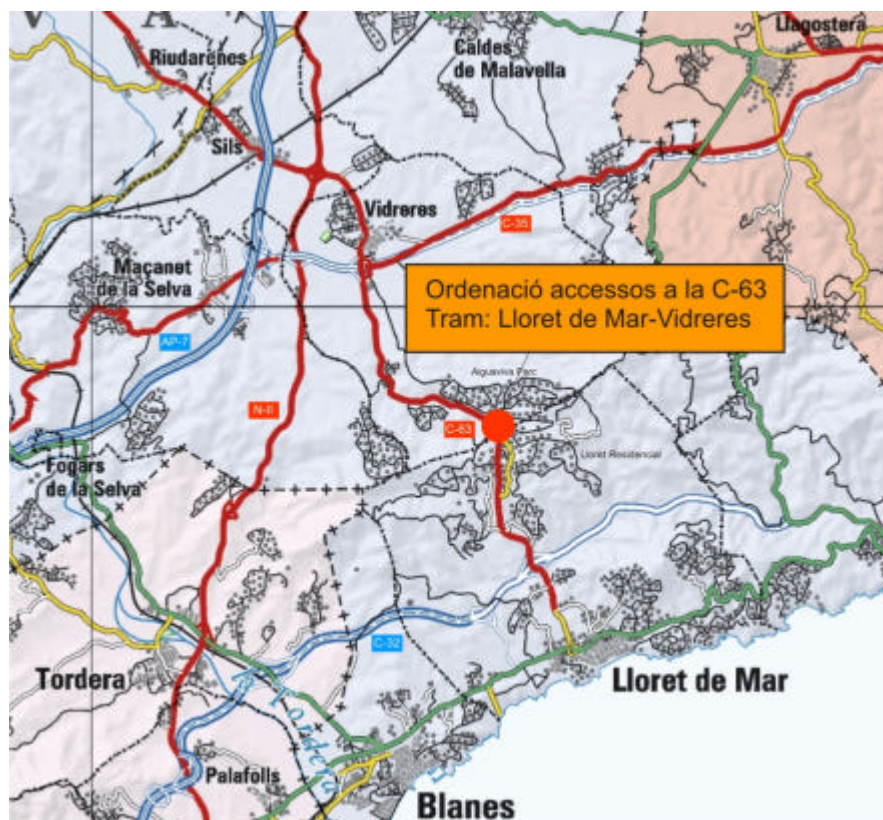 V A
Llagostera
Riudarenes
Caldes
de Malavella
Sils
Vidreres
C-35
Maçanet
de la Selva
Ordenació accessos a la C-63
Tram: Lloret de Mar-Vidreres
AP-7
Aiguaviva Parc
N-II
C-63
Lloret Residencial
Fogars
de la Selva
C-32
Tordera
Lloret de Mar
R. Tordera
Palafolls
Blanes